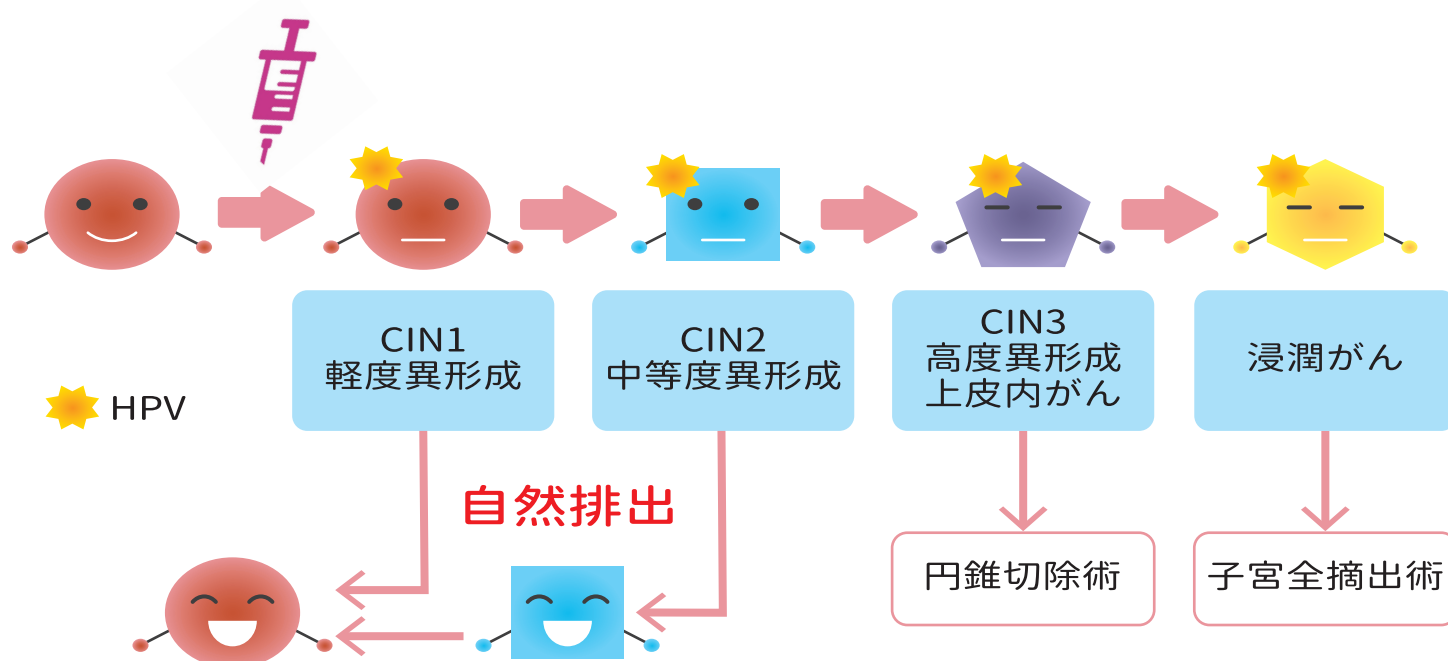 CIN1
軽度異形成
CIN2
中等度異形成
CIN3
高度異形成
上皮内がん
浸潤がん
HPV
自然排出
円錐切除術
子宮全摘出術